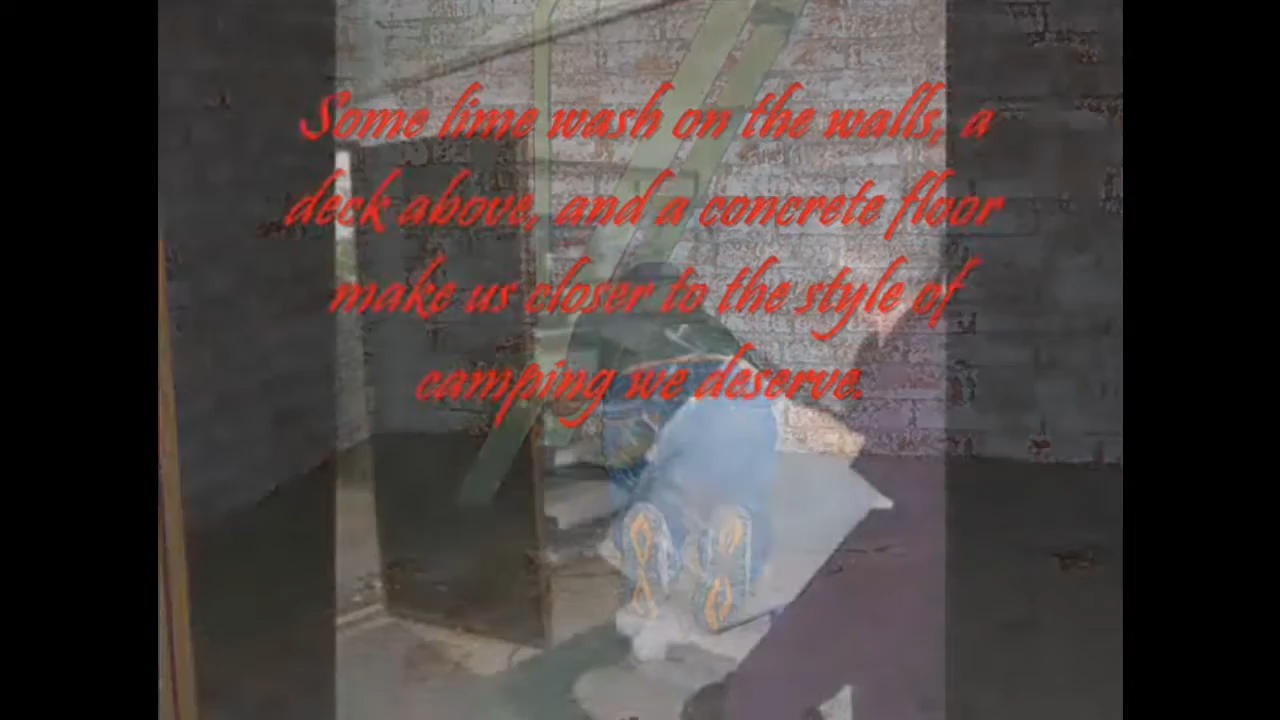 Some lime wash on the walls, a
deck above, and a concrete floor
make us closer to the style of
camping we deserve.